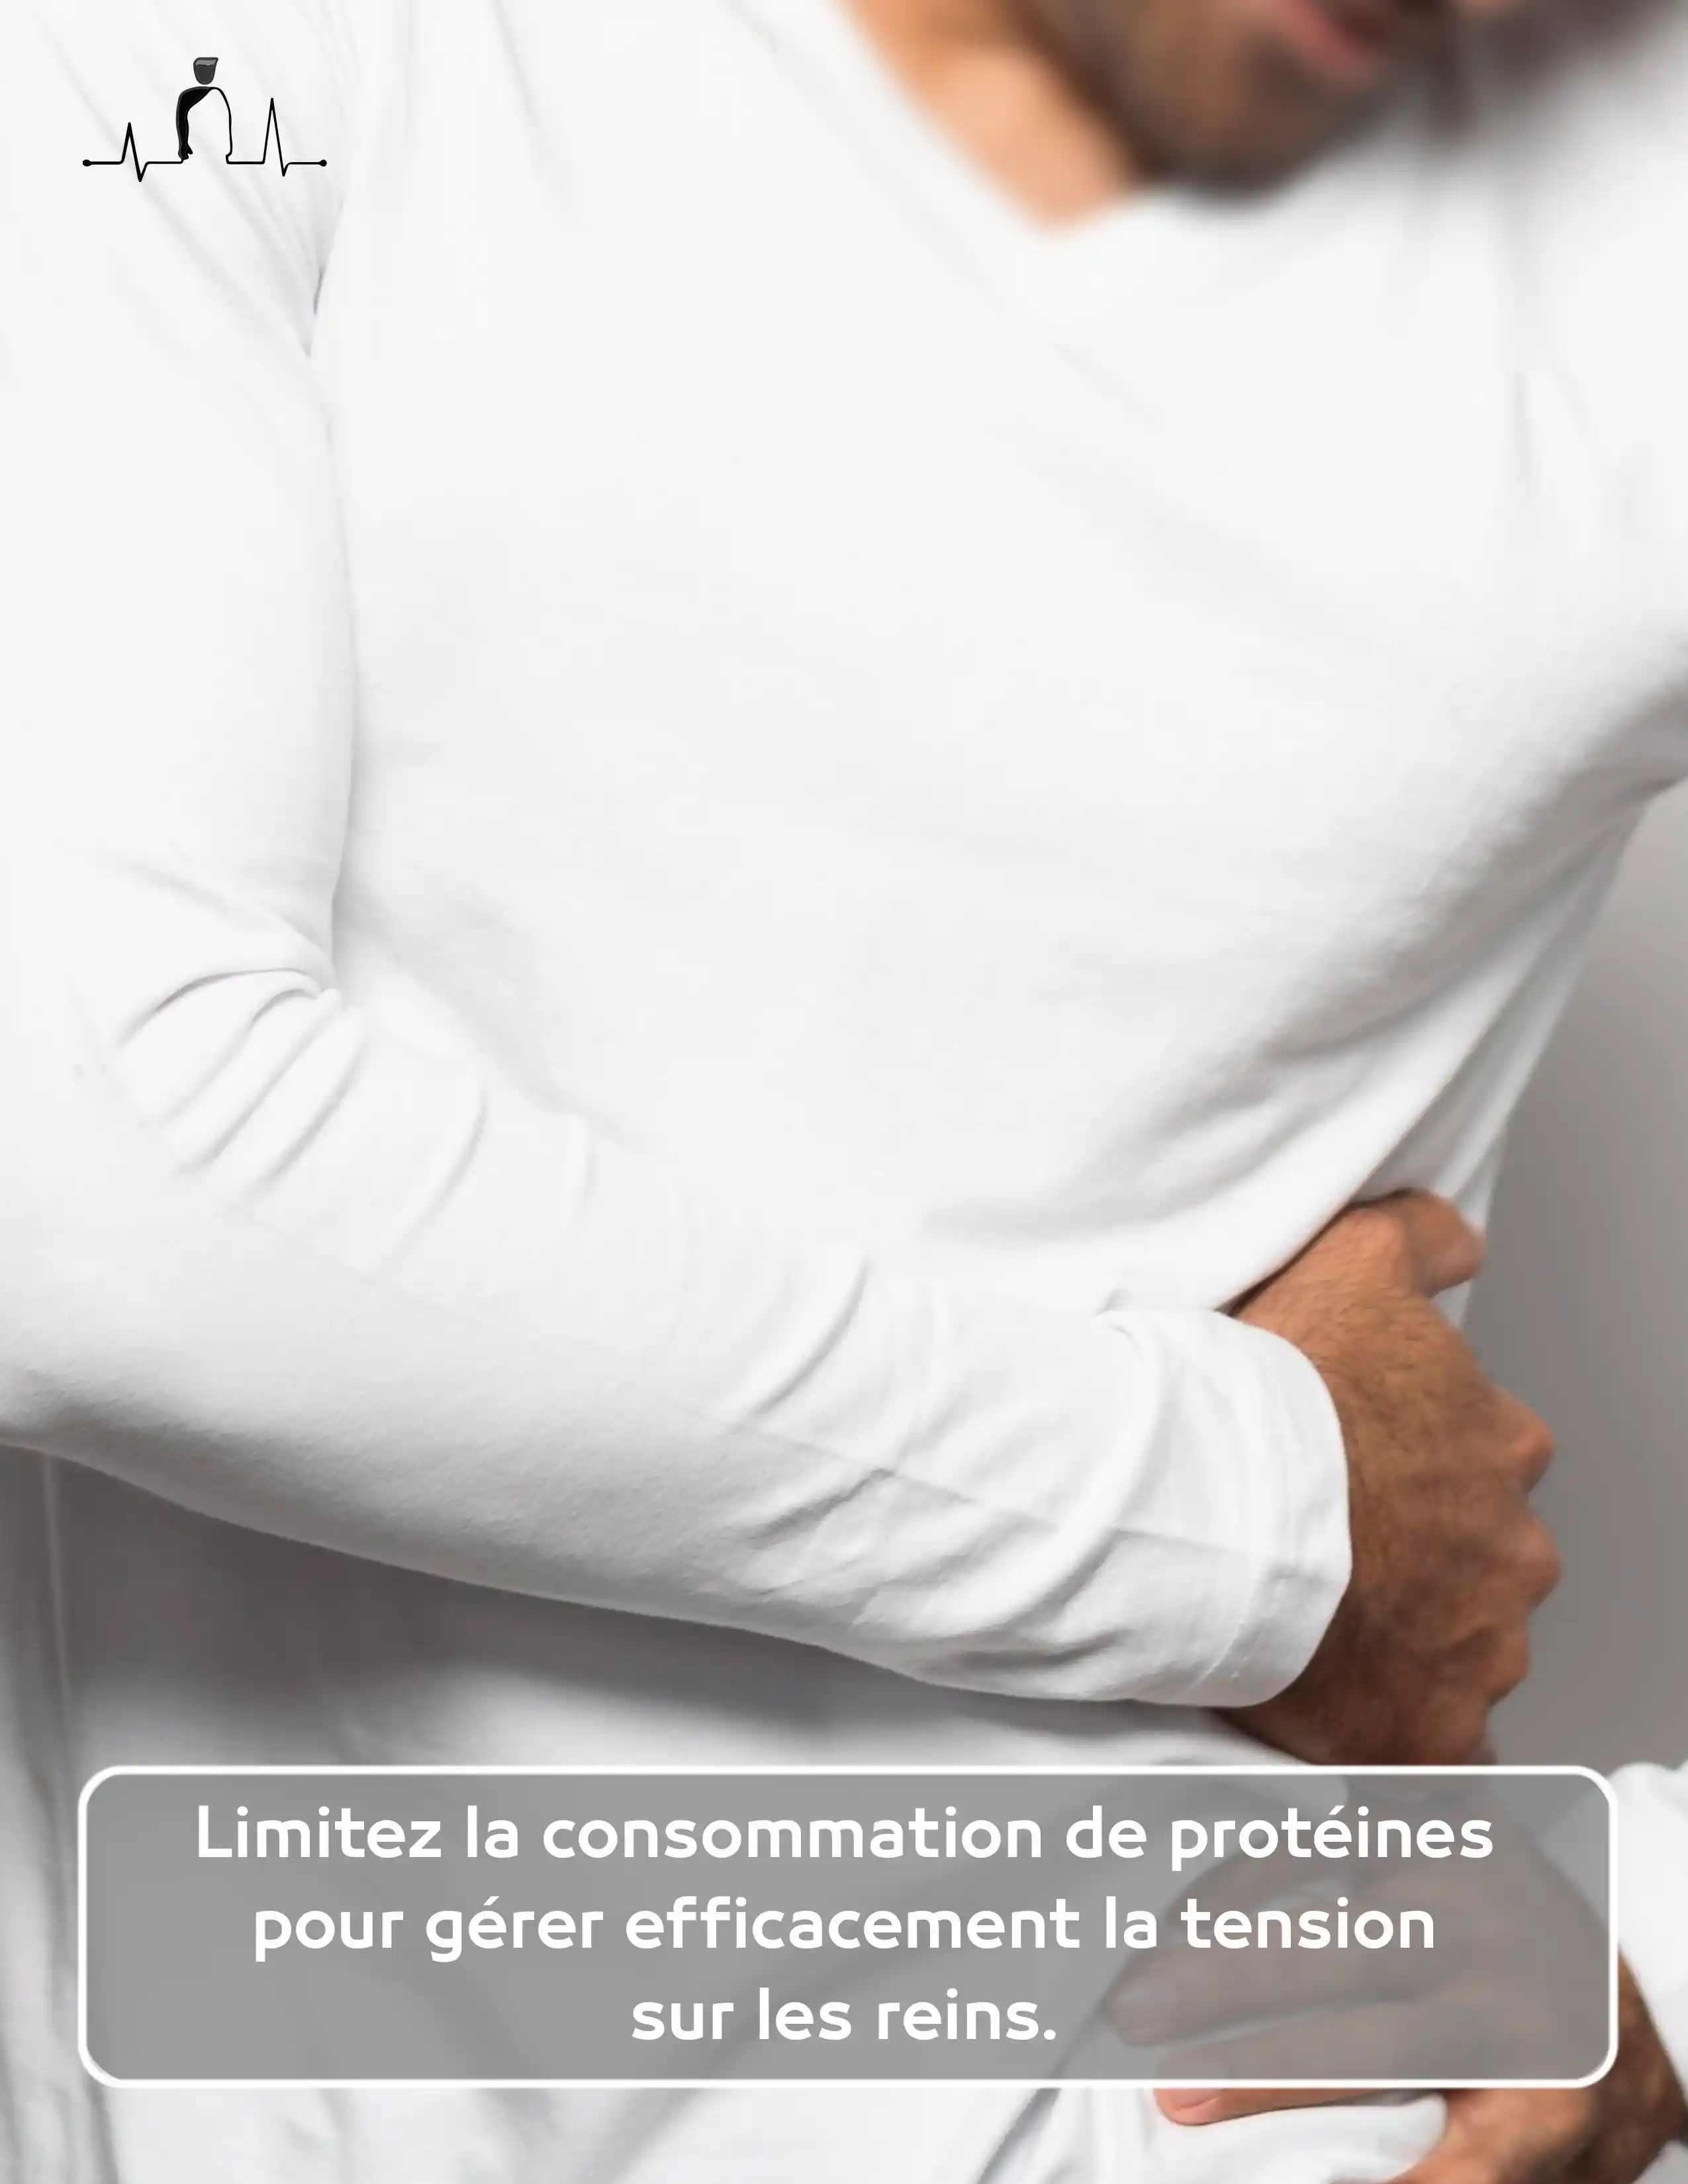 Limitez la consommation de protéines
pour gérer efficacement la tension
sur les reins.